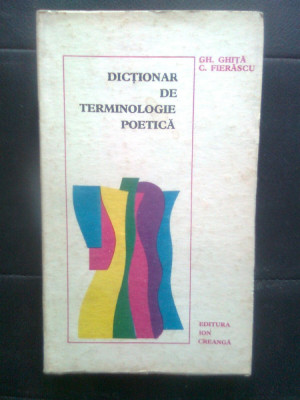 GH. GHIȚĂ
C. FIERĂSCU
DICȚIONAR
DE
TERMINOLOGIE
POETICĂ
EDITURA
ION
CREANGĂ